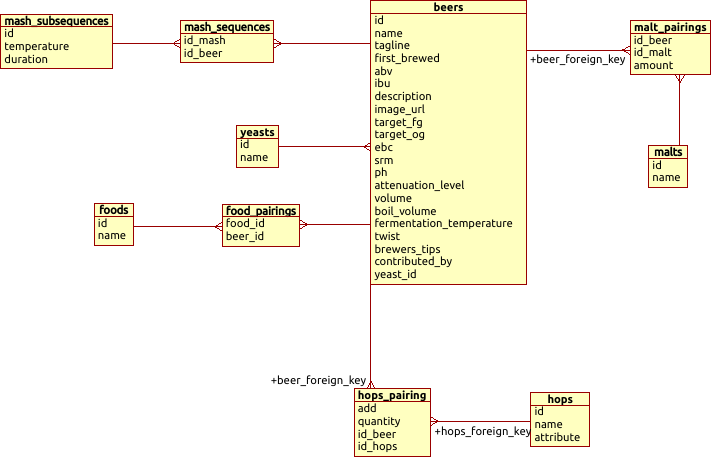 mash_subsequences
id
temperature
duration
mash_sequences
id_mash
id_beer
beers
id
name
tagline
first_brewed
abv
ibu
description
image_url
target_fg
target_og
ebc
srm
ph
attenuation_level
volume
boil_volume
fermentation_temperature
twist
brewers_tips
contributed_by
yeast_id
malt_pairings
id_beer
id_malt
amount
+beer_foreign_key
malts
id
name
yeasts
id
name
foods
id
name
food_pairings
food_id
beer_id
+beer_foreign_key
hops_pairing
add
quantity
id_beer
id_hops
+hops_foreign_key
hops
id
name
attribute